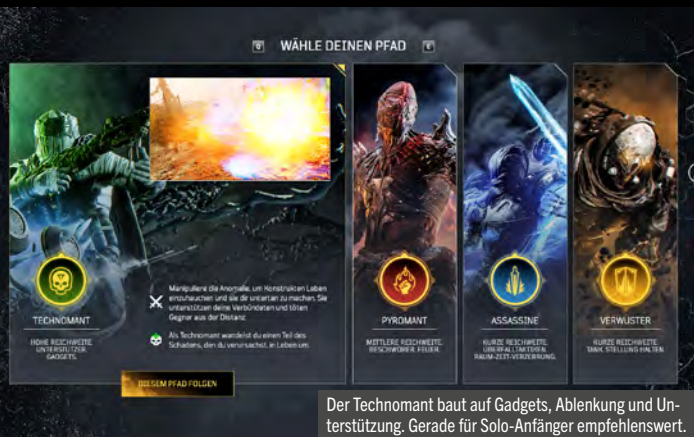 Q WÄHLE DEINEN PFAD E
TECHNOMANT
HOHE REICHWEITE.
UNTERSTÜTZER.
GADGETS.
Manipuliere die Anomalie, um Konstrukten Leben
einzuhauchen und sie dir untertan zu machen. Sie
unterstützen deine Verbündeten und töten
Gegner aus der Distanz.
Als Technomant wandelst du einen Teil des
Schadens, den du verursachst, in Leben um.
DIESEM PFAD FOLGEN
PYROMANT
MITTLERE REICHWEITE.
BESCHWÖRER. FEUER.
ASSASSINE
KURZE REICHWEITE.
ÜBERFALLTAKTIKEN.
RAUM-ZEIT-VERZERRUNG.
VERWÜSTER
KURZE REICHWEITE.
TANK. STELLUNG HALTEN.
Der Technomant baut auf Gadgets, Ablenkung und Un-
terstützung. Gerade für Solo-Anfänger empfehlenswert.